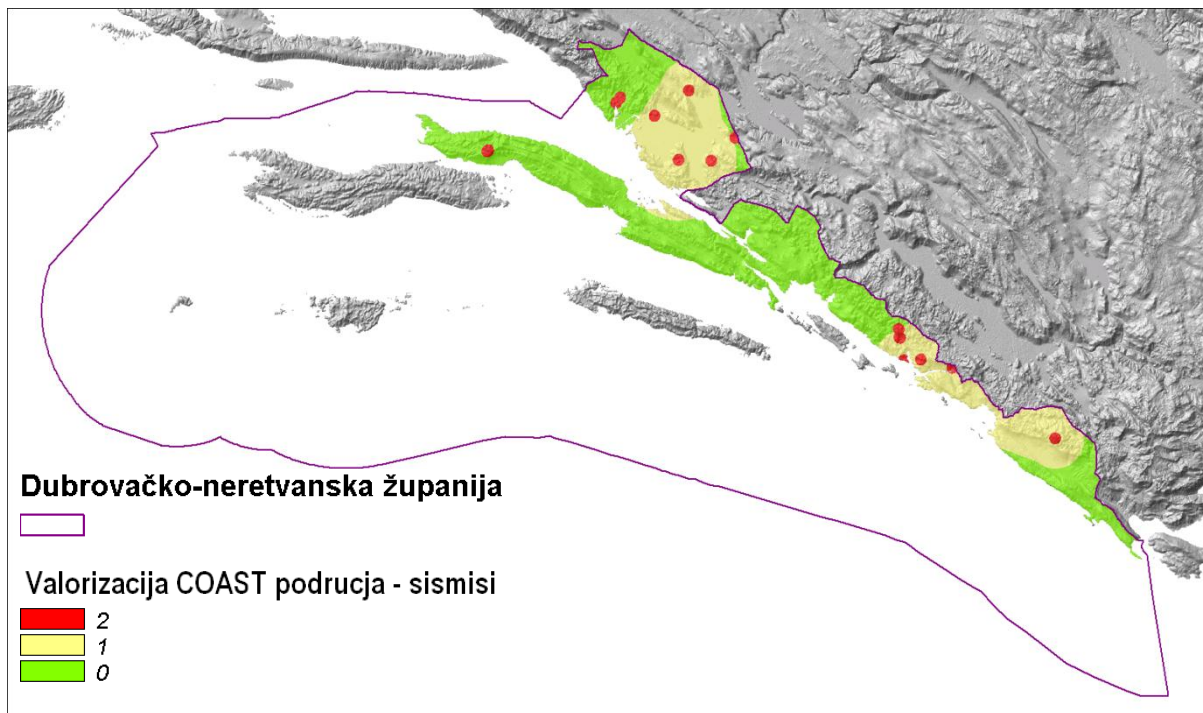 Dubrovačko-neretvanska županija
Valorizacija COAST podrucja - sismisi
2
1
0